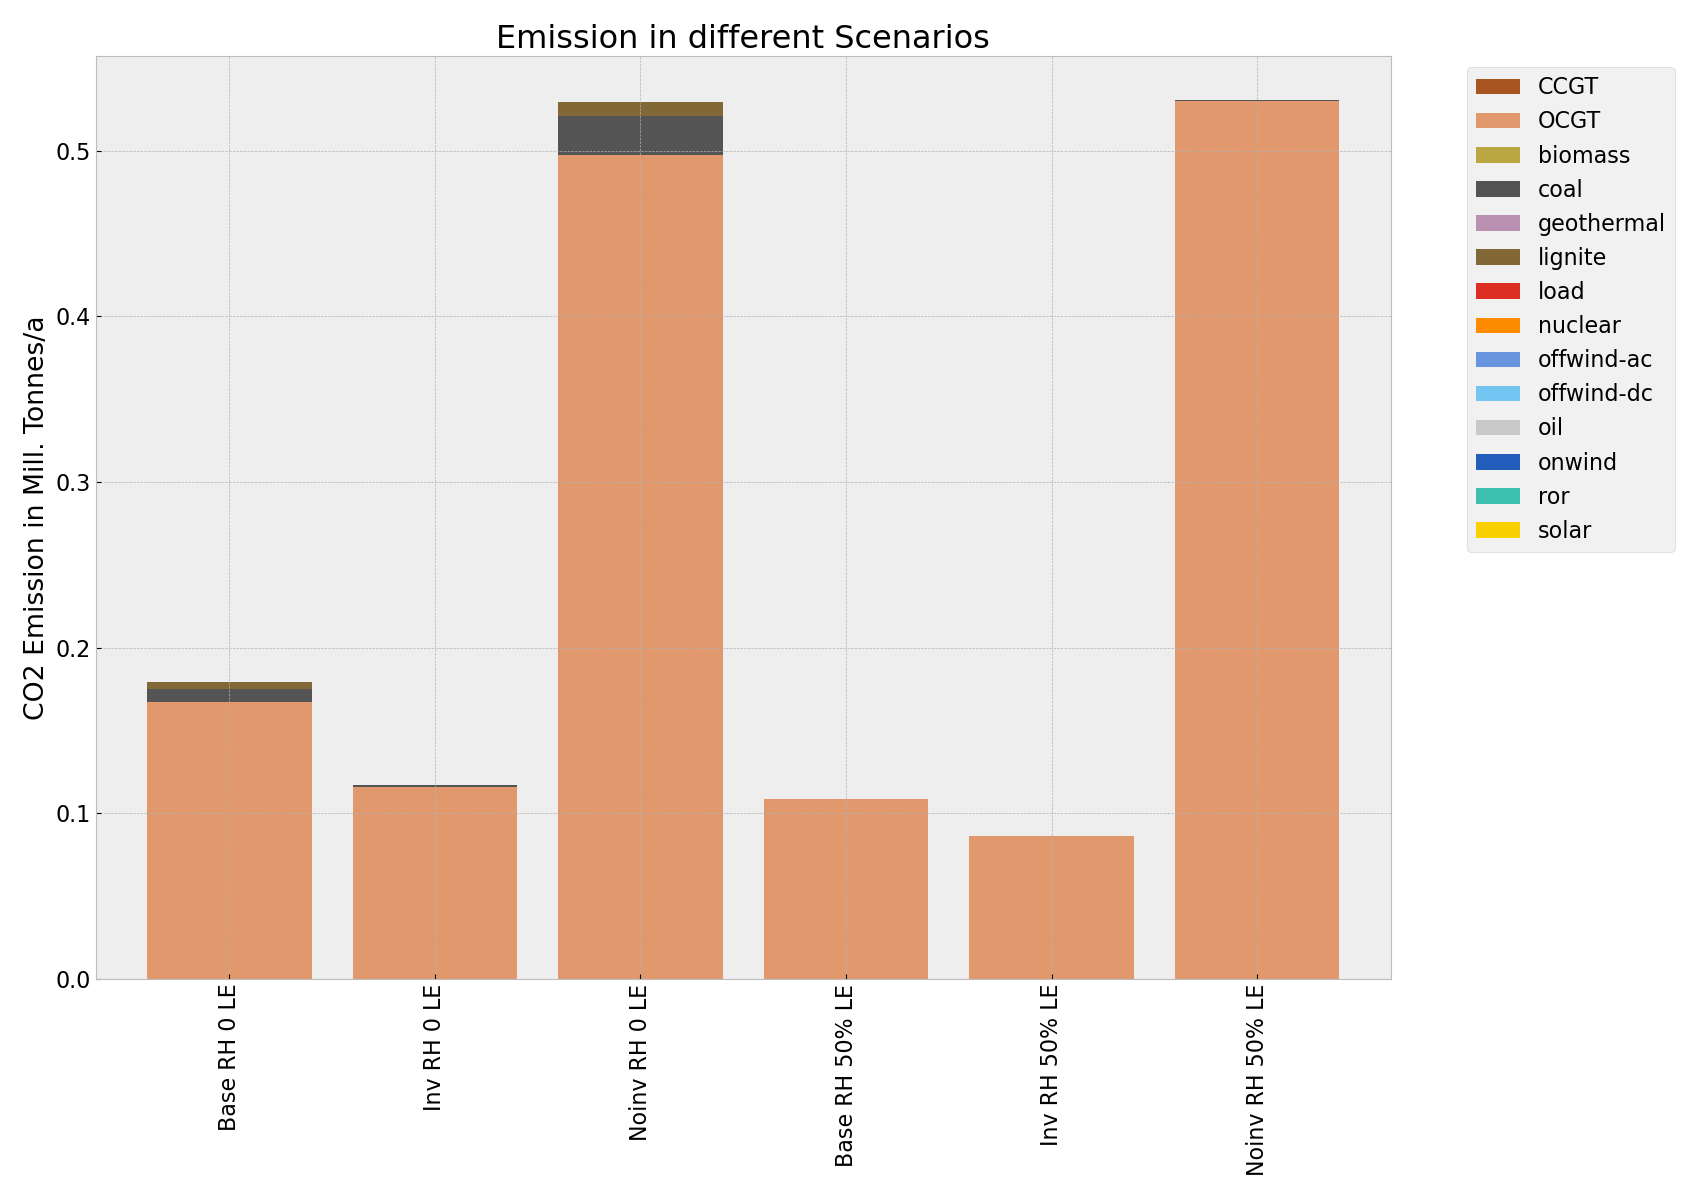 Emission in different Scenarios
CO2 Emission in Mill. Tonnes/a
0.5
0.4
0.3
0.2
0.1
0.0
Base RH 0 LE
Inv RH 0 LE
Noinv RH 0 LE
Base RH 50% LE
Inv RH 50% LE
Noinv RH 50% LE
CCGT
OCGT
biomass
coal
geothermal
lignite
load
nuclear
offwind-ac
offwind-dc
oil
onwind
ror
solar